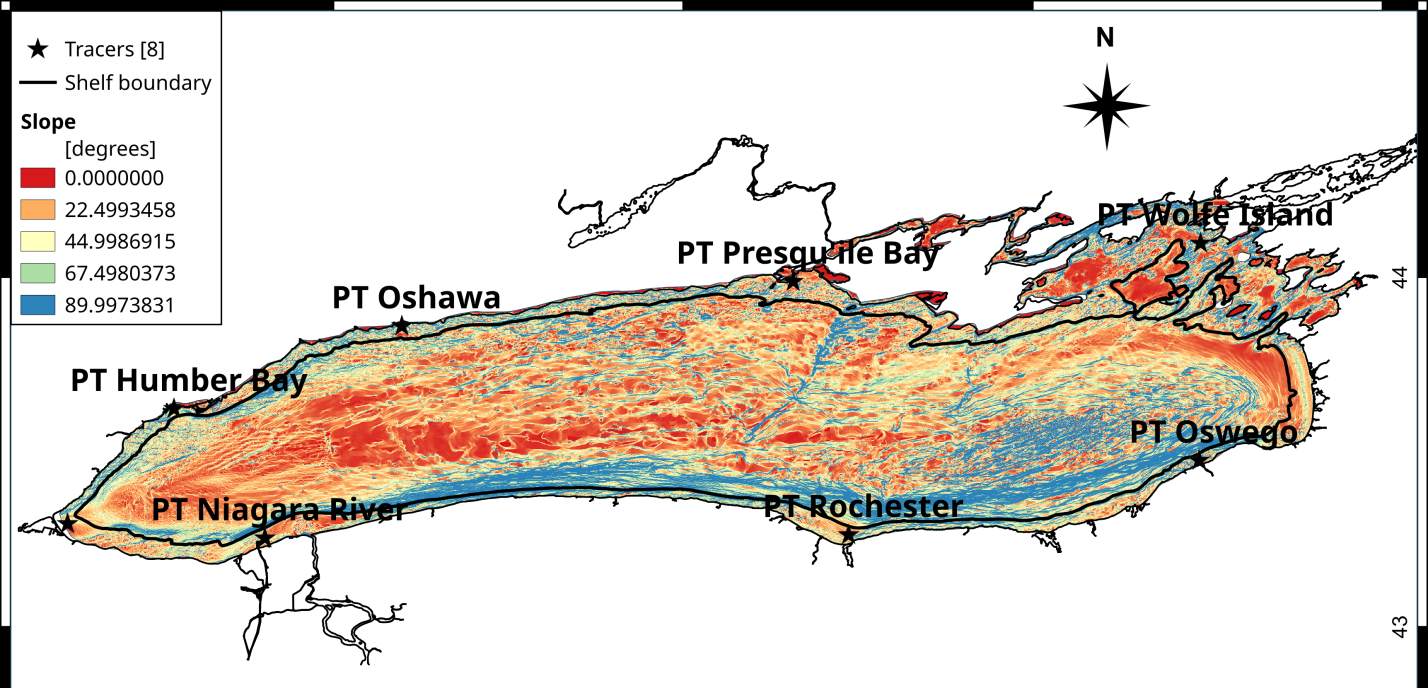 Tracers [8]
Shelf boundary
Slope
[degrees]
0.0000000
22.4993458
44.9986915
67.4980373
89.9973831
N
PT Wolfe Island
PT Presqu ile Bay
44
PT Oshawa
PT Humber Bay
PT Oswego
PT Niagara River
PT Rochester
43